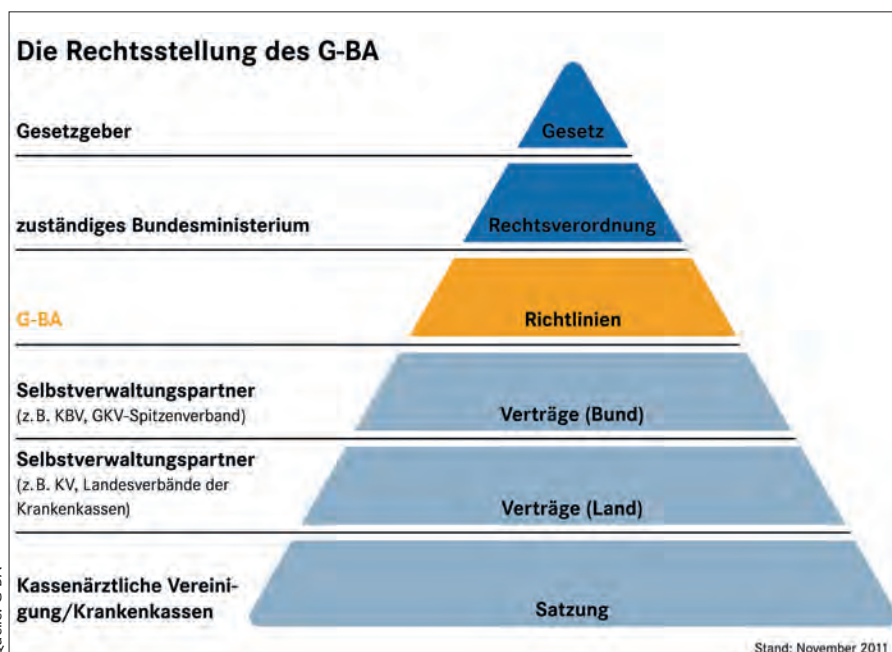 Die Rechtsstellung des G-BA
Gesetzgeber
Gesetz
zuständiges Bundesministerium
Rechtsverordnung
G-BA
Richtlinien
Selbstverwaltungspartner
(z. B. KBV, GKV-Spitzenverband)
Verträge (Bund)
Selbstverwaltungspartner
(z. B. KV, Landesverbände der
Krankenkassen)
Verträge (Land)
Kassenärztliche Vereini-
gung/Krankenkassen
Satzung
Stand: November 2011